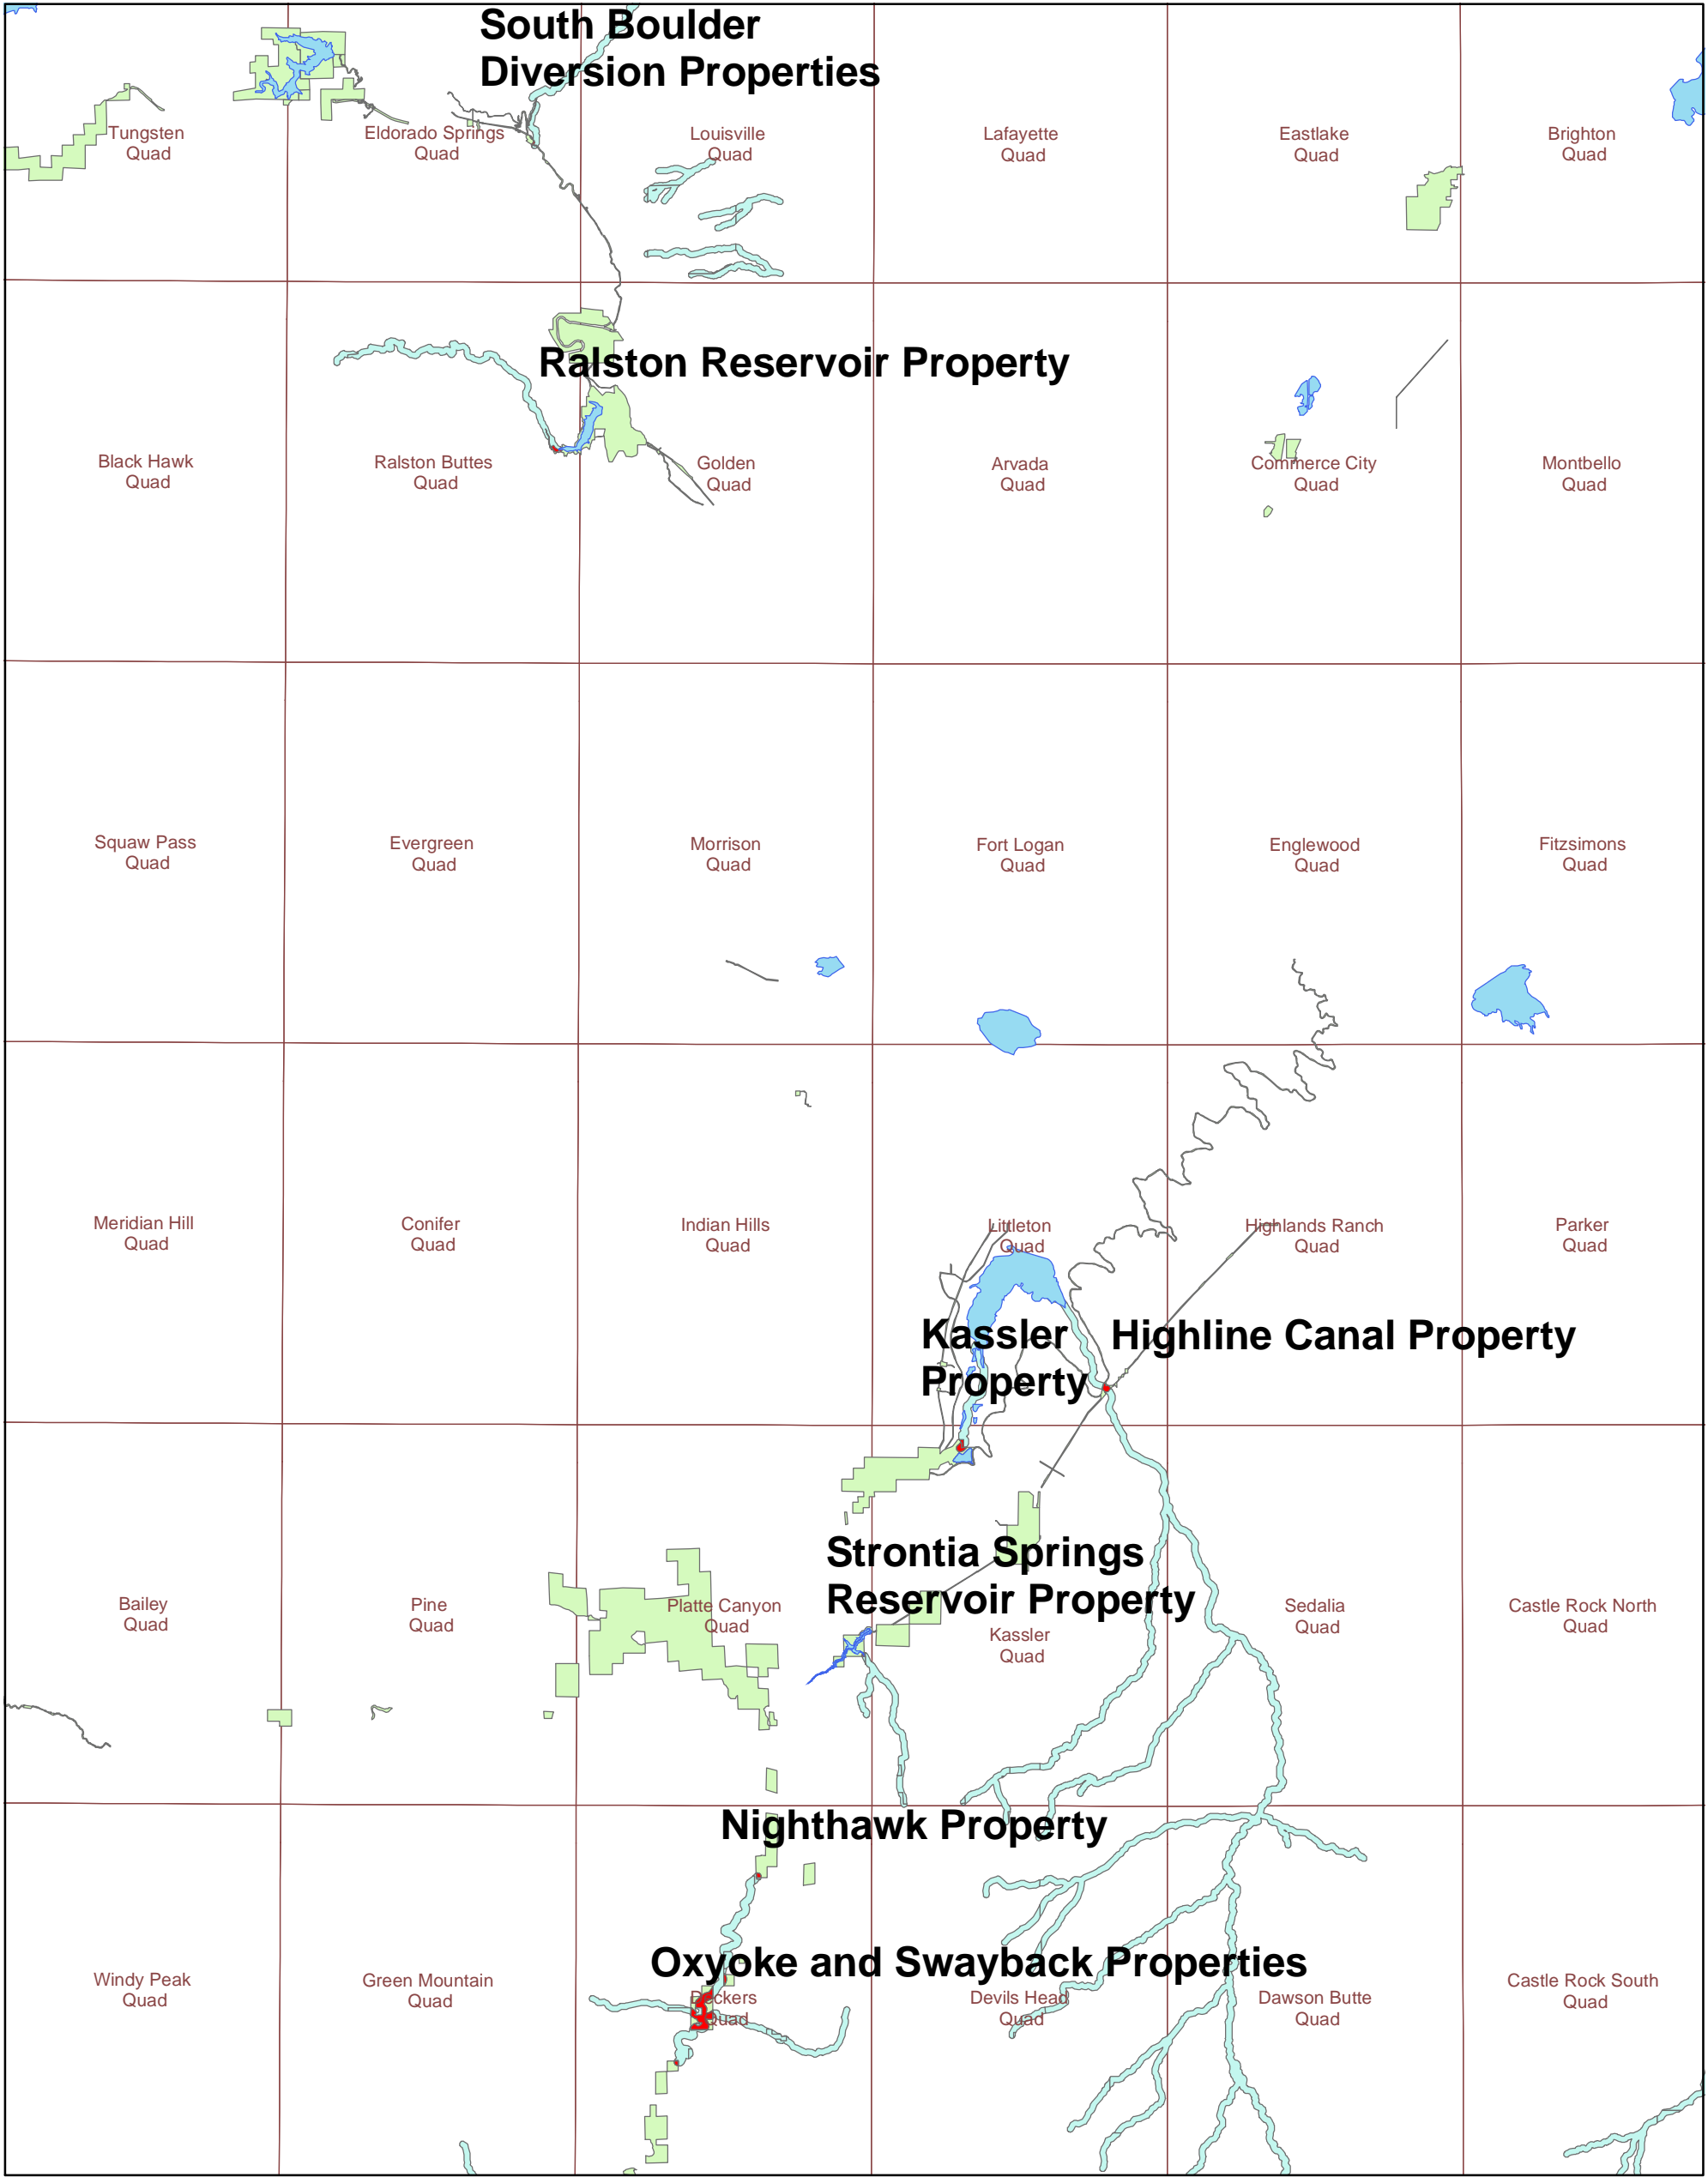 South Boulder
Diversion Properties
Tungsten
Quad
Eldorado Springs
Quad
Louisville
Quad
Lafayette
Quad
Eastlake
Quad
Brighton
Quad
Ralston Reservoir Property
Black Hawk
Quad
Ralston Buttes
Quad
Golden
Quad
Arvada
Quad
Commerce City
Quad
Montbello
Quad
Squaw Pass
Quad
Evergreen
Quad
Morrison
Quad
Fort Logan
Quad
Englewood
Quad
Fitzsimons
Quad
Meridian Hill
Quad
Conifer
Quad
Indian Hills
Quad
Littleton
Quad
Highlands Ranch
Quad
Parker
Quad
Kassler
Property
Highline Canal Property
Strontia Springs
Reservoir Property
Bailey
Quad
Pine
Quad
Platte Canyon
Quad
Kassler
Quad
Sedalia
Quad
Castle Rock North
Quad
Nighthawk Property
Oxyoke and Swayback Properties
Windy Peak
Quad
Green Mountain
Quad
Deckers
Quad
Devils Head
Quad
Dawson Butte
Quad
Castle Rock South
Quad